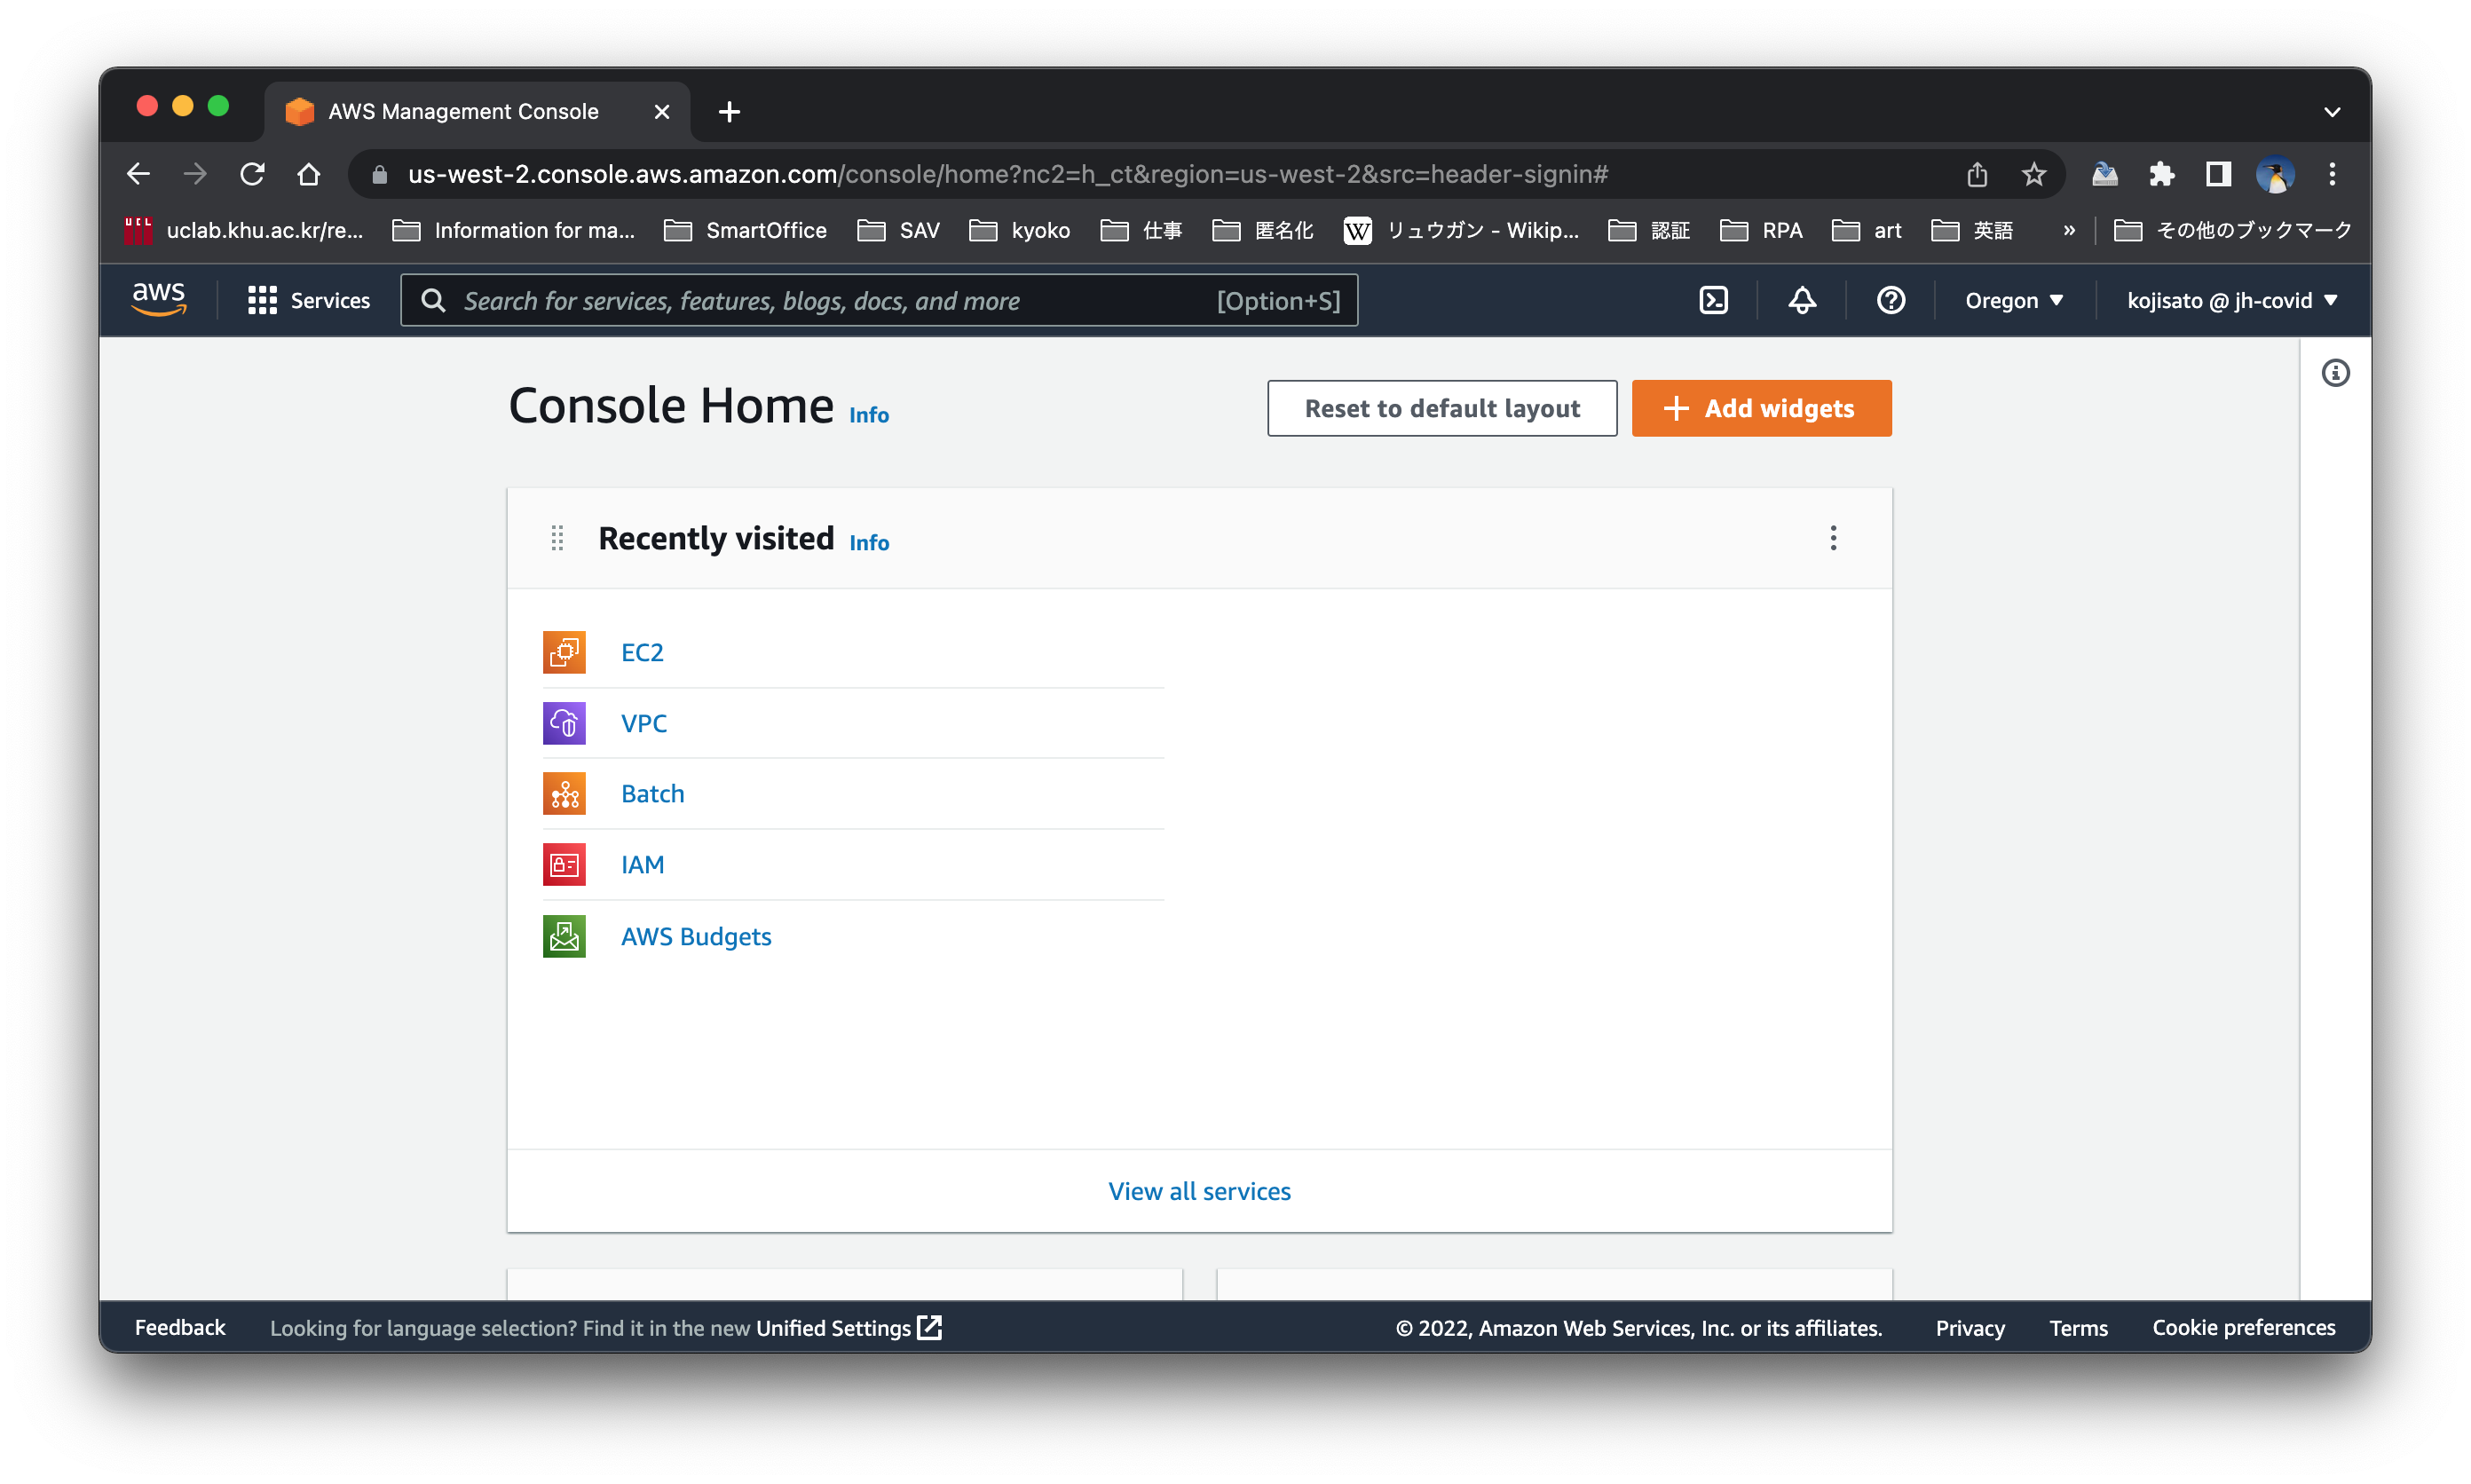 AWS Management Console
us-west-2.console.aws.amazon.com/console/home?nc2=h_ct&region=us-west-2&src=header-signin#
UCL uclab.khu.ac.kr/re... Information for ma... SmartOffice SAV kyoko 仕事 匿名化 W リュウガン - Wikip... 認証 RPA art 英語 » その他のブックマーク
aws Services Search for services, features, blogs, docs, and more [Option+S] Oregon ▼ kojisato @ jh-covid ▼
Console Home Info Reset to default layout + Add widgets
Recently visited Info
EC2
VPC
Batch
IAM
AWS Budgets
View all services
Feedback Looking for language selection? Find it in the new Unified Settings © 2022, Amazon Web Services, Inc. or its affiliates. Privacy Terms Cookie preferences